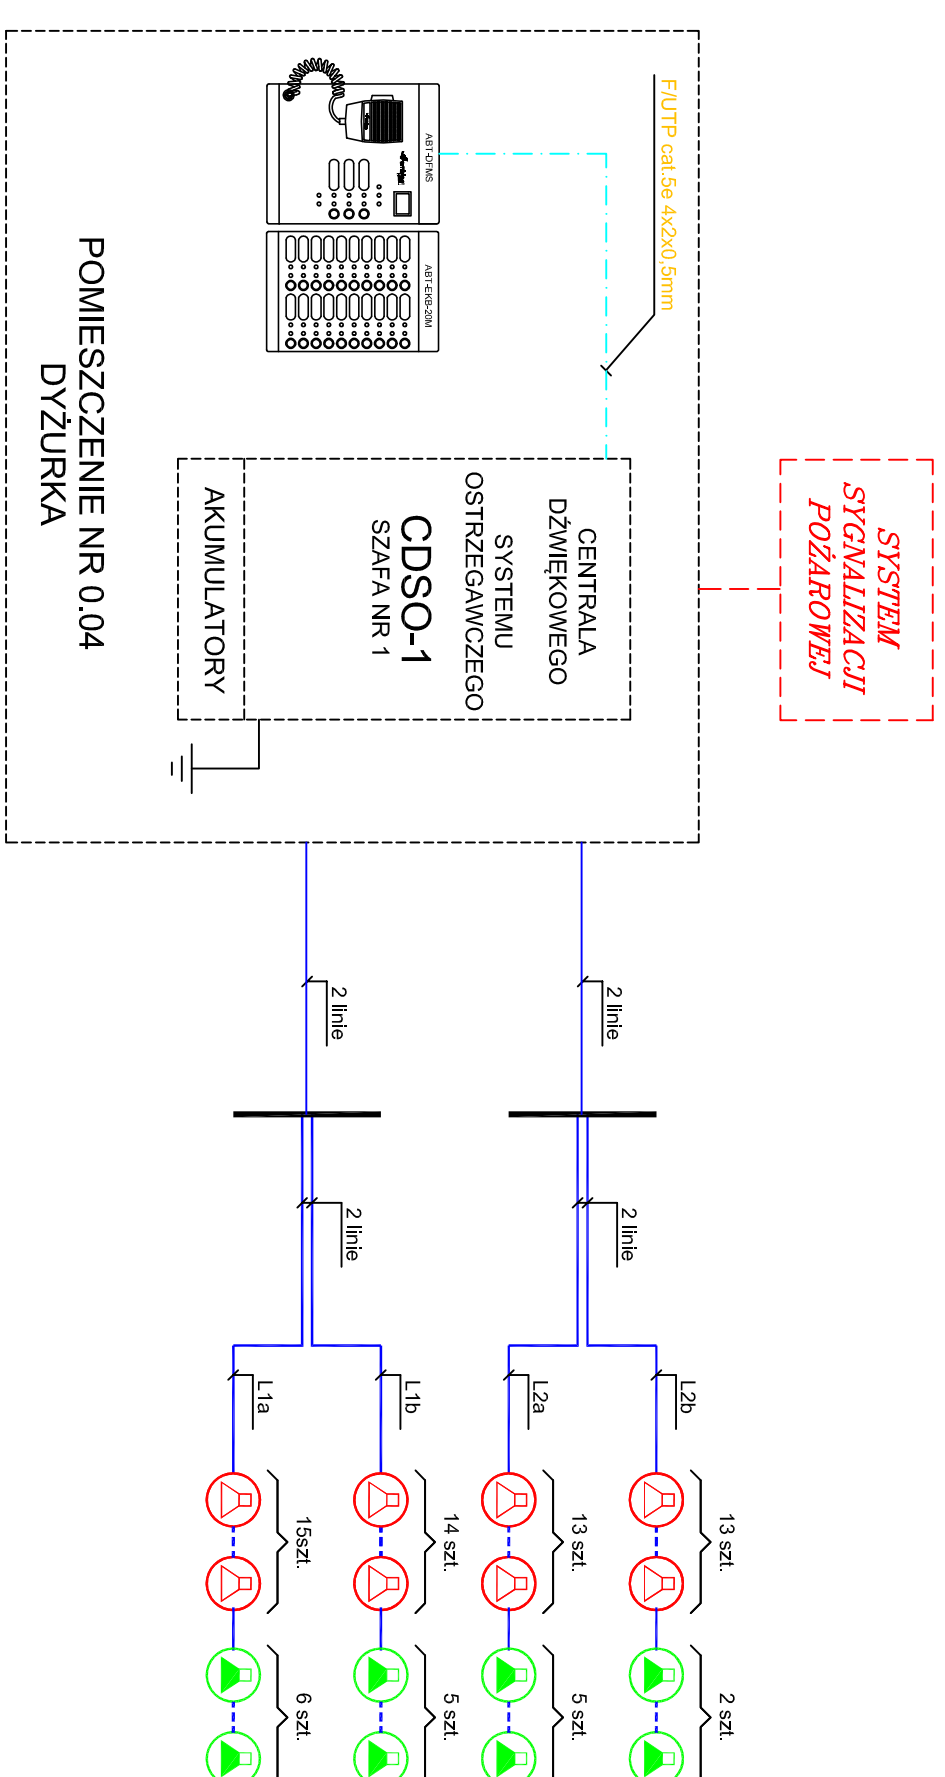 SYSTEM
SYGNALIZACJI
POŻAROWEJ
F/UTP cat.5e 4x2x0,5mm
ABT-DFMS
ABT-EKB-20M
CENTRALA
DŹWIĘKOWEGO
SYSTEMU
OSTRZEGAWCZEGO
CDSO-1
SZAFA NR 1
AKUMULATORY
POMIESZCZENIE NR 0.04
DYŻURKA
2 linie
2 linie
2 linie
2 linie
L2b
13 szt.
2 szt.
L2a
13 szt.
5 szt.
L1b
14 szt.
5 szt.
L1a
15szt.
6 szt.